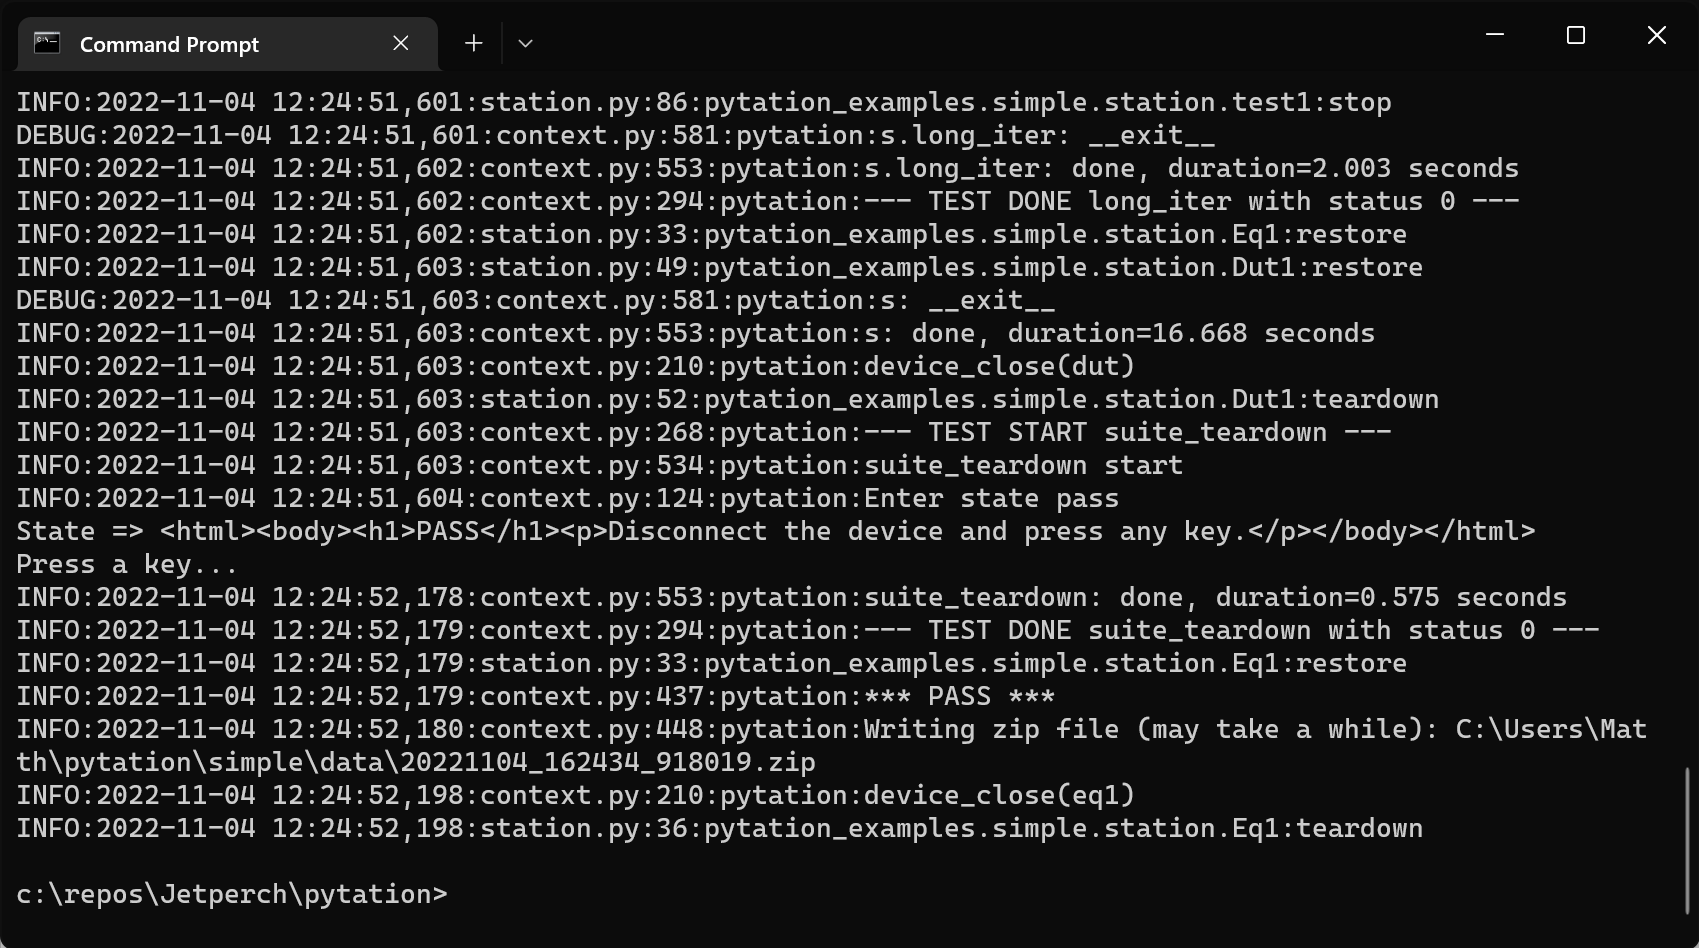 Command Prompt
INFO:2022-11-04 12:24:51,601:station.py:86:pytation_examples.simple.station.test1:stop
DEBUG:2022-11-04 12:24:51,601:context.py:581:pytation:s.long_iter: __exit__
INFO:2022-11-04 12:24:51,602:context.py:553:pytation:s.long_iter: done, duration=2.003 seconds
INFO:2022-11-04 12:24:51,602:context.py:294:pytation:--- TEST DONE long_iter with status 0 ---
INFO:2022-11-04 12:24:51,602:station.py:33:pytation_examples.simple.station.Eq1:restore
INFO:2022-11-04 12:24:51,603:station.py:49:pytation_examples.simple.station.Dut1:restore
DEBUG:2022-11-04 12:24:51,603:context.py:581:pytation:s: __exit__
INFO:2022-11-04 12:24:51,603:context.py:553:pytation:s: done, duration=16.668 seconds
INFO:2022-11-04 12:24:51,603:context.py:210:pytation:device_close(dut)
INFO:2022-11-04 12:24:51,603:station.py:52:pytation_examples.simple.station.Dut1:teardown
INFO:2022-11-04 12:24:51,603:context.py:268:pytation:--- TEST START suite_teardown ---
INFO:2022-11-04 12:24:51,603:context.py:534:pytation:suite_teardown start
INFO:2022-11-04 12:24:51,604:context.py:124:pytation:Enter state pass
State => <html><body><h1>PASS</h1><p>Disconnect the device and press any key.</p></body></html>
Press a key...
INFO:2022-11-04 12:24:52,178:context.py:553:pytation:suite_teardown: done, duration=0.575 seconds
INFO:2022-11-04 12:24:52,179:context.py:294:pytation:--- TEST DONE suite_teardown with status 0 ---
INFO:2022-11-04 12:24:52,179:station.py:33:pytation_examples.simple.station.Eq1:restore
INFO:2022-11-04 12:24:52,179:context.py:437:pytation:*** PASS ***
INFO:2022-11-04 12:24:52,180:context.py:448:pytation:Writing zip file (may take a while): C:\Users\Mat
th\pytation\simple\data\20221104_162434_918019.zip
INFO:2022-11-04 12:24:52,198:context.py:210:pytation:device_close(eq1)
INFO:2022-11-04 12:24:52,198:station.py:36:pytation_examples.simple.station.Eq1:teardown
c:\repos\Jetperch\pytation>